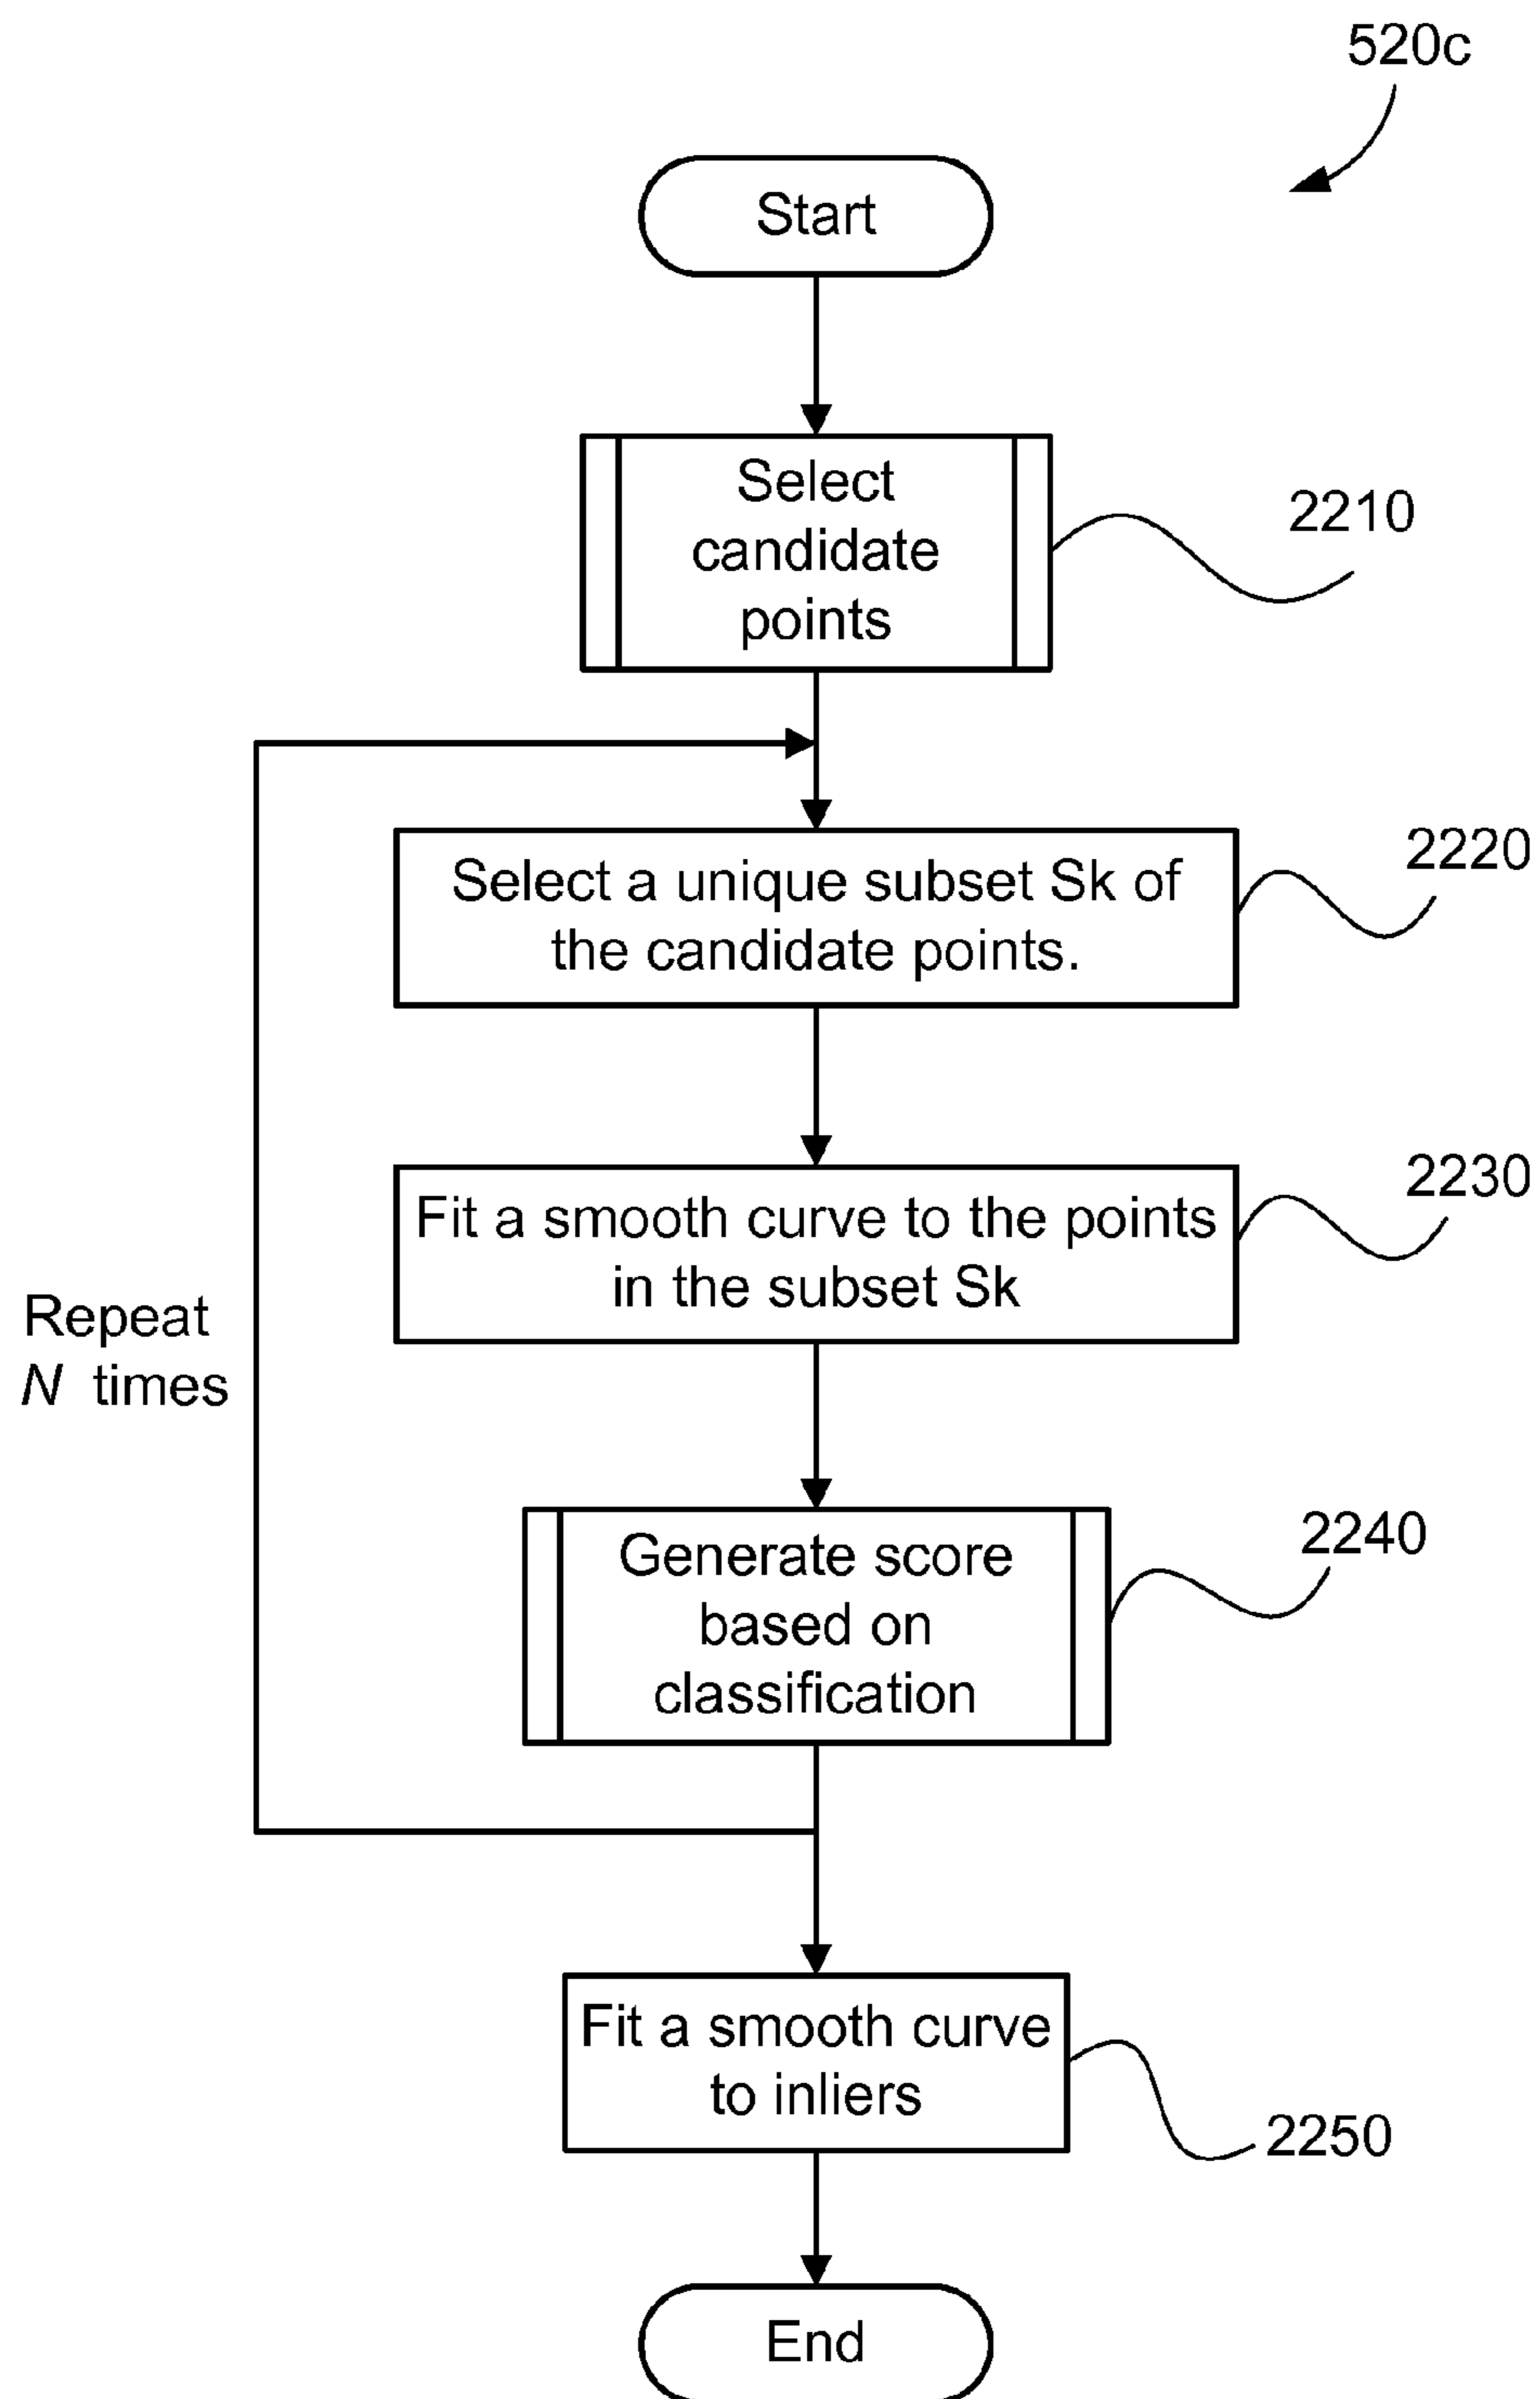 520c
Start
Select
candidate
points
2210
Select a unique subset Sk of
the candidate points.
2220
Fit a smooth curve to the points
in the subset Sk
2230
Repeat
N times
Generate score
based on
classification
2240
Fit a smooth curve
to inliers
2250
End